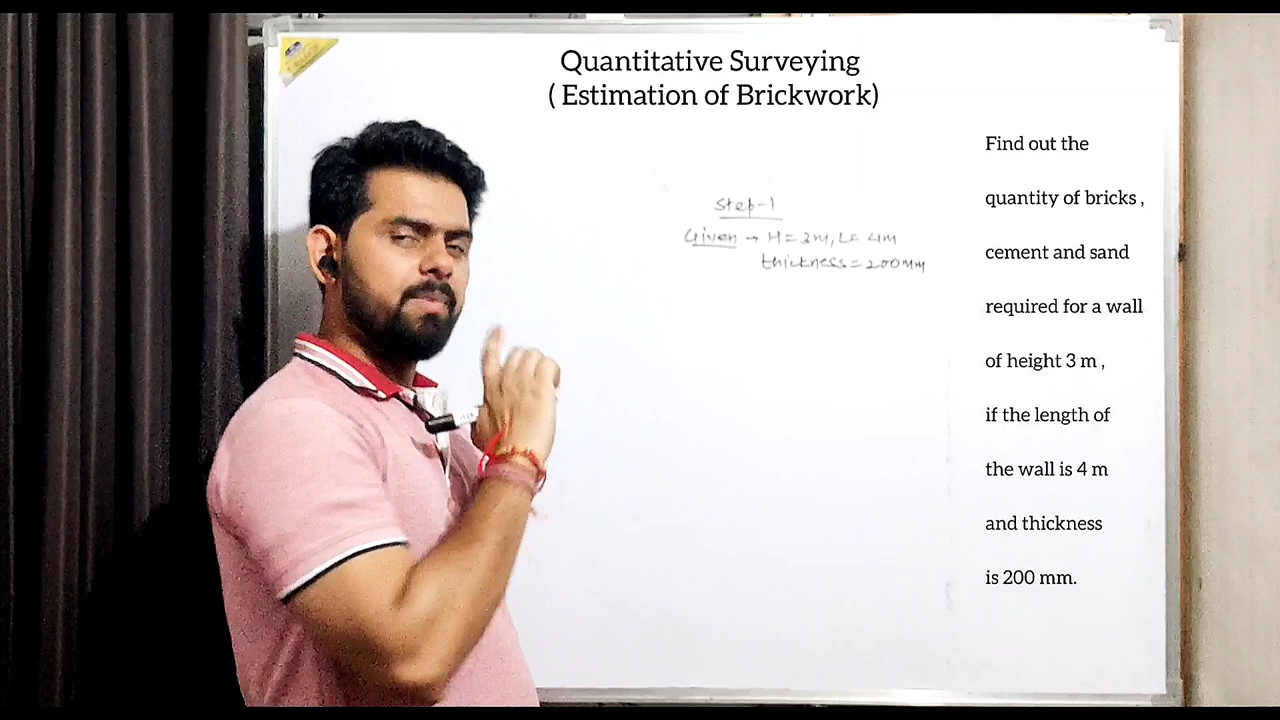 Quantitative Surveying
( Estimation of Brickwork)
Step-1
Given → H = 3m, L = 4m
thickness = 200mm
Find out the
quantity of bricks ,
cement and sand
required for a wall
of height 3 m ,
if the length of
the wall is 4 m
and thickness
is 200 mm.